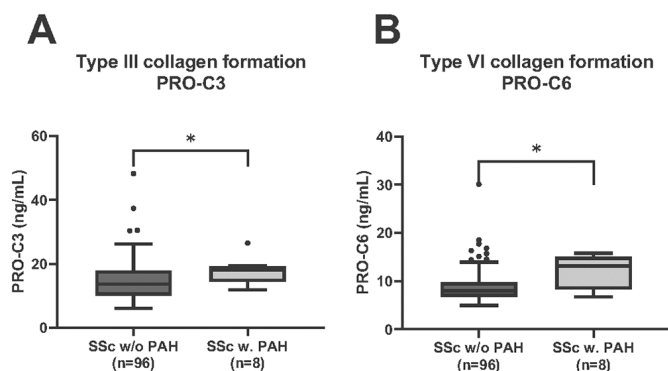 A
Type III collagen formation
PRO-C3
PRO-C3 (ng/mL)
60
40
20
0
*
SSc w/o PAH
(n=96)
SSc w. PAH
(n=8)
B
Type VI collagen formation
PRO-C6
PRO-C6 (ng/mL)
40
30
20
10
0
*
SSc w/o PAH
(n=96)
SSc w. PAH
(n=8)